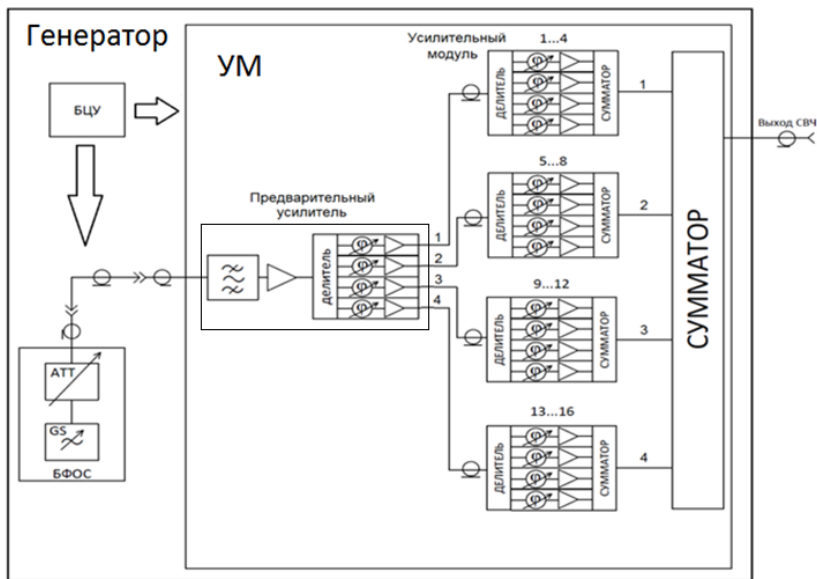 Генератор
УМ
БЦУ
Усилительный
модуль
1...4
ДЕЛИТЕЛЬ
φ
φ
φ
φ
СУММАТОР
1
Выход СВЧ
5...8
ДЕЛИТЕЛЬ
φ
φ
φ
φ
СУММАТОР
2
Предварительный
усилитель
ДЕЛИТЕЛЬ
φ
φ
φ
φ
1
2
3
4
9...12
ДЕЛИТЕЛЬ
φ
φ
φ
φ
СУММАТОР
3
13...16
ДЕЛИТЕЛЬ
φ
φ
φ
φ
СУММАТОР
4
СУММАТОР
АТТ
GS
БФОС